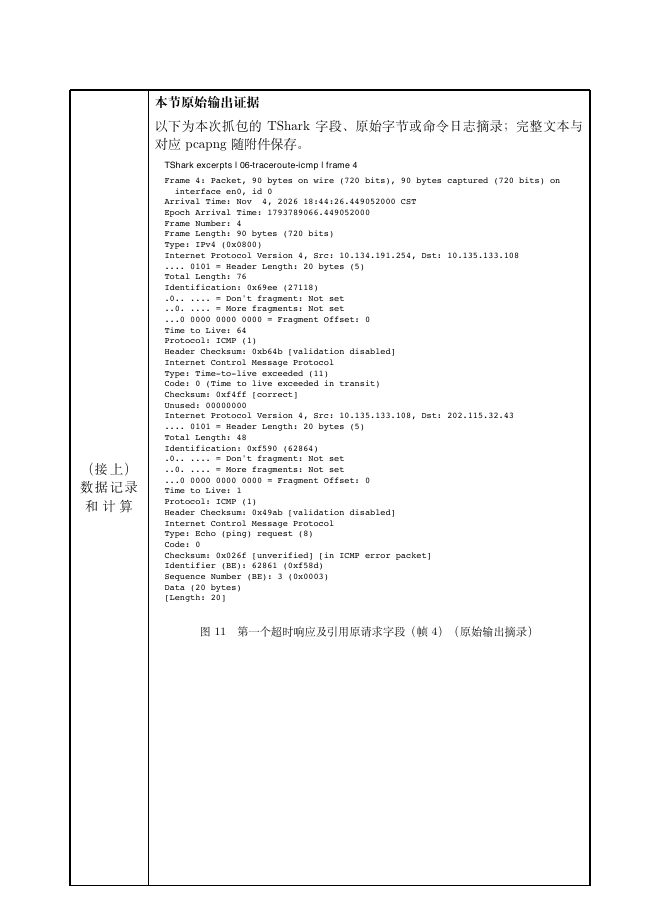 本节原始输出证据
以下为本次抓包的 TShark 字段、原始字节或命令日志摘录；完整文本与
对应 pcapng 随附件保存。
TShark excerpts | 06-traceroute-icmp | frame 4
Frame 4: Packet, 90 bytes on wire (720 bits), 90 bytes captured (720 bits) on
interface en0, id 0
Arrival Time: Nov  4, 2026 18:44:26.449052000 CST
Epoch Arrival Time: 1793789066.449052000
Frame Number: 4
Frame Length: 90 bytes (720 bits)
Type: IPv4 (0x0800)
Internet Protocol Version 4, Src: 10.134.191.254, Dst: 10.135.133.108
.... 0101 = Header Length: 20 bytes (5)
Total Length: 76
Identification: 0x69ee (27118)
.0.. .... = Don't fragment: Not set
..0. .... = More fragments: Not set
...0 0000 0000 0000 = Fragment Offset: 0
Time to Live: 64
Protocol: ICMP (1)
Header Checksum: 0xb64b [validation disabled]
Internet Control Message Protocol
Type: Time-to-live exceeded (11)
Code: 0 (Time to live exceeded in transit)
Checksum: 0xf4ff [correct]
Unused: 00000000
Internet Protocol Version 4, Src: 10.135.133.108, Dst: 202.115.32.43
.... 0101 = Header Length: 20 bytes (5)
Total Length: 48
Identification: 0xf590 (62864)
.0.. .... = Don't fragment: Not set
..0. .... = More fragments: Not set
...0 0000 0000 0000 = Fragment Offset: 0
Time to Live: 1
Protocol: ICMP (1)
Header Checksum: 0x49ab [validation disabled]
Internet Control Message Protocol
Type: Echo (ping) request (8)
Code: 0
Checksum: 0x026f [unverified] [in ICMP error packet]
Identifier (BE): 62861 (0xf58d)
Sequence Number (BE): 3 (0x0003)
Data (20 bytes)
[Length: 20]
图 11　第一个超时响应及引用原请求字段（帧 4）（原始输出摘录）
（接上）
数据记录
和计算